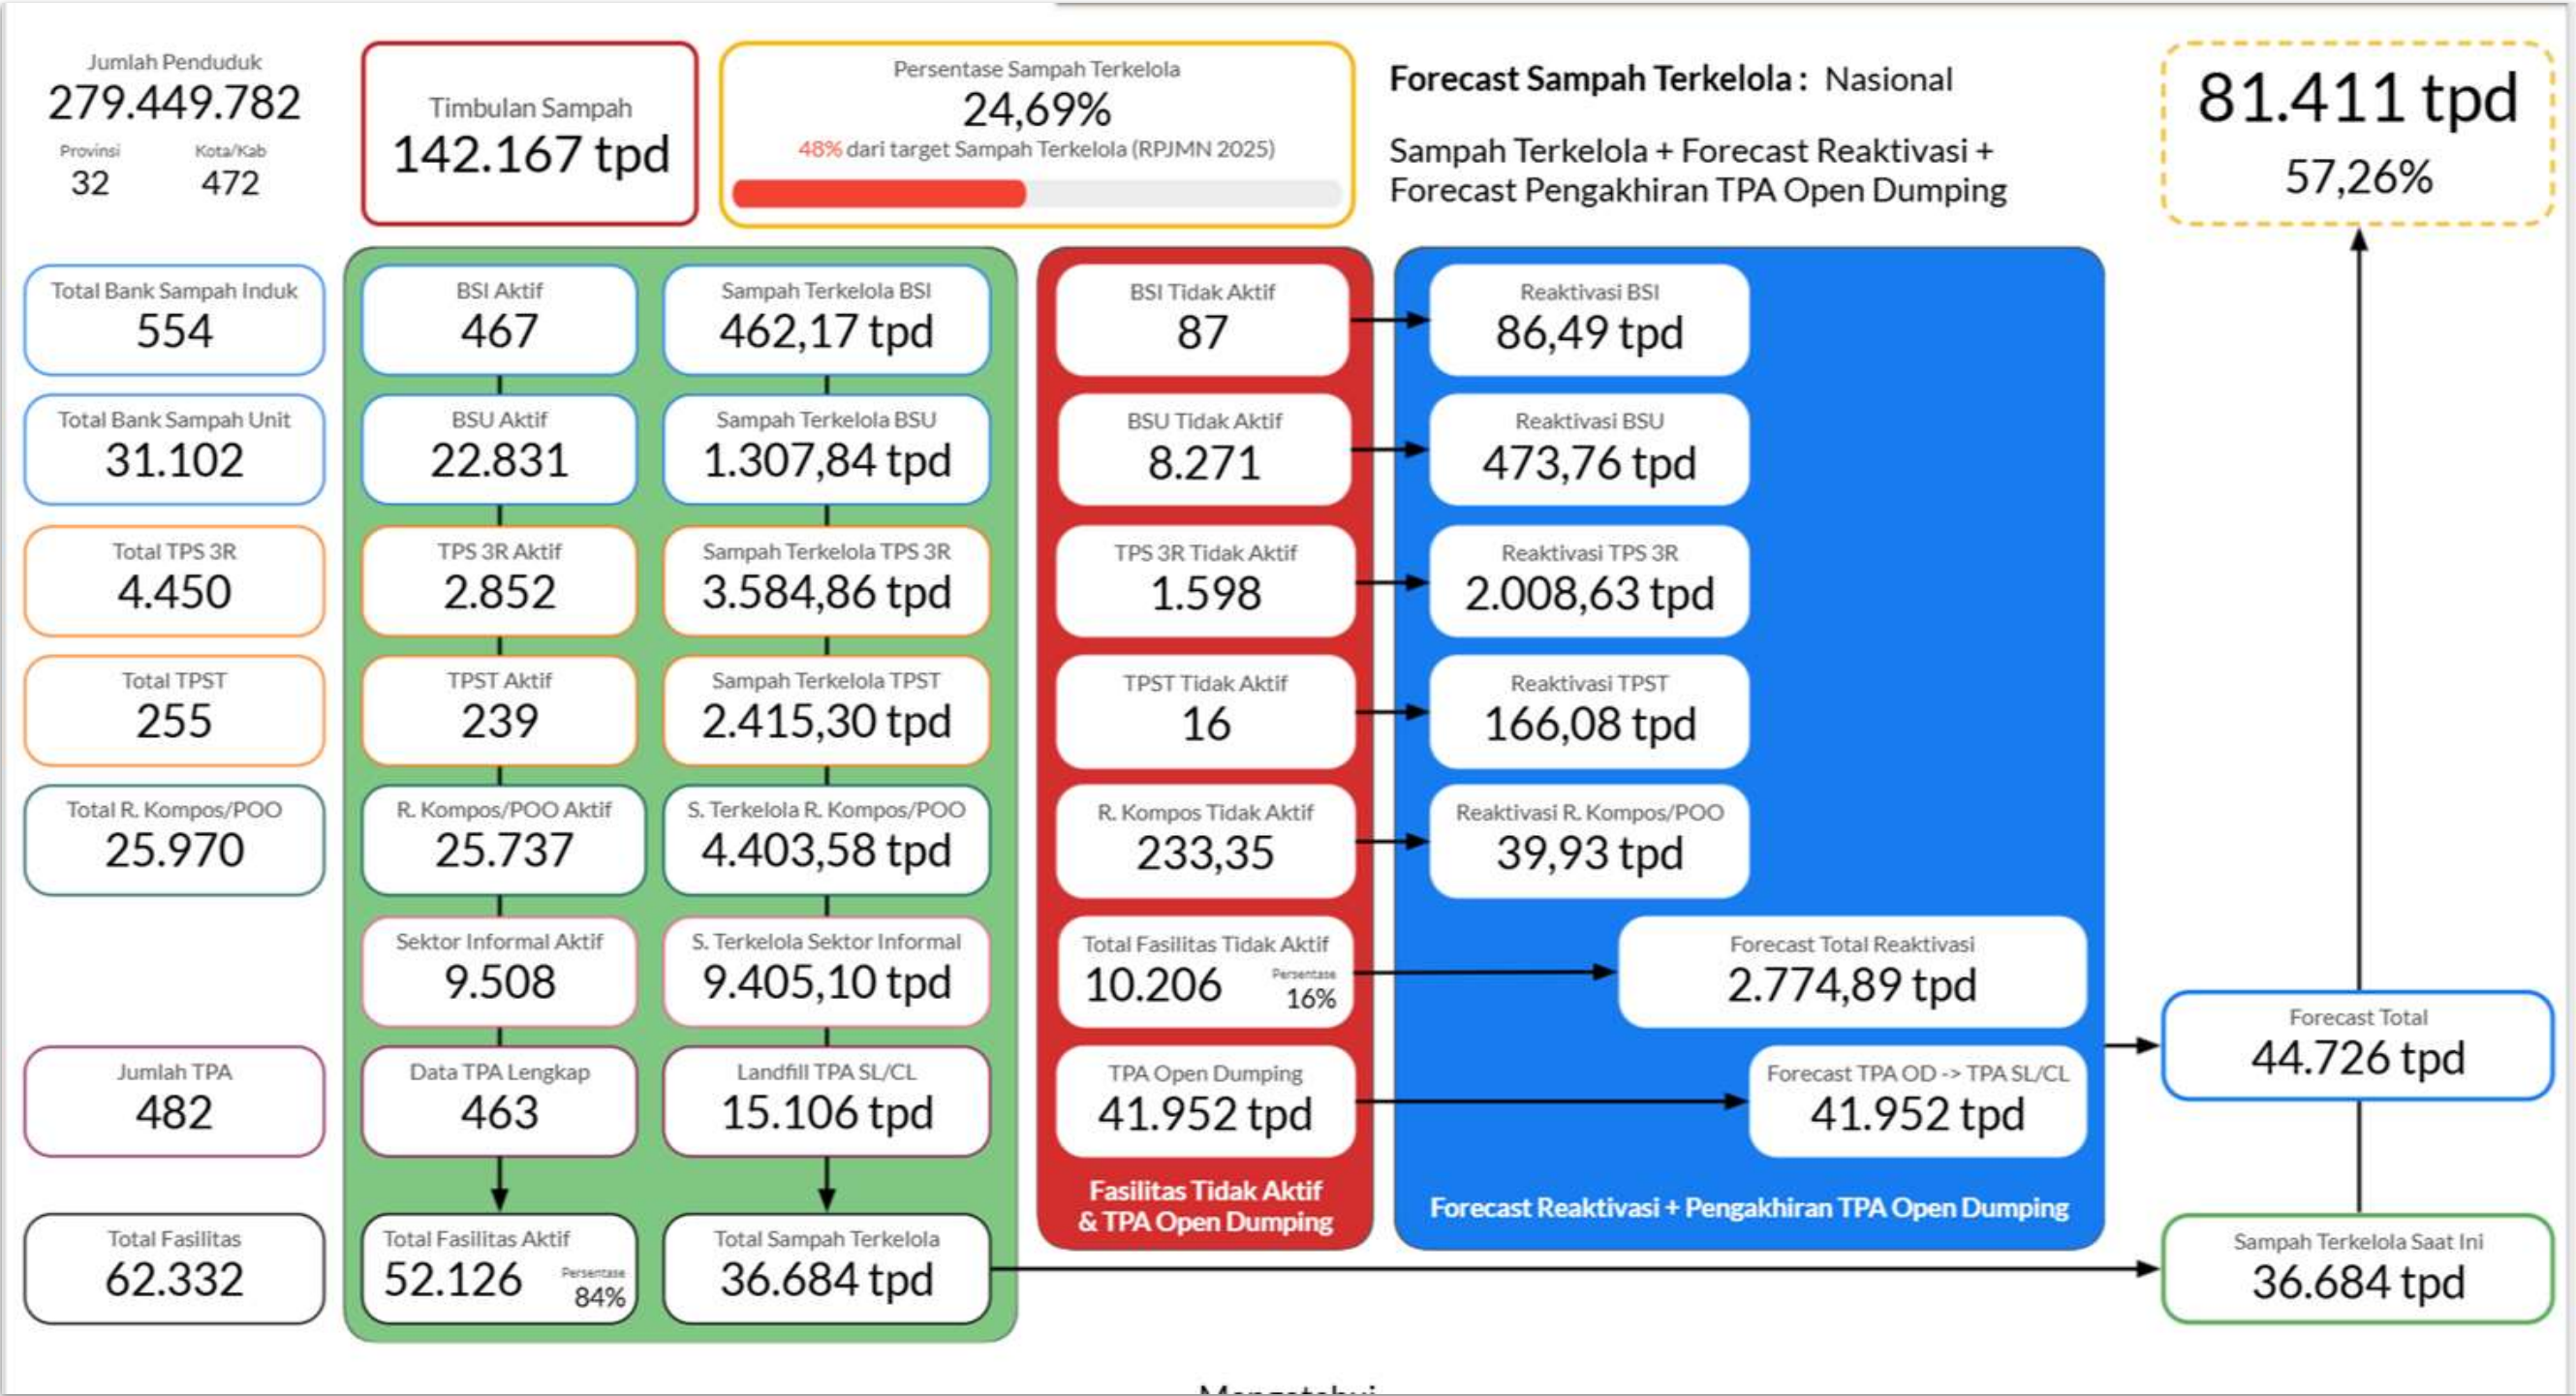 Jumlah Penduduk
279.449.782
Provinsi Kota/Kab
32 472
Timbulan Sampah
142.167 tpd
Persentase Sampah Terkelola
24,69%
48% dari target Sampah Terkelola (RPJMN 2025)
Forecast Sampah Terkelola : Nasional
Sampah Terkelola + Forecast Reaktivasi +
Forecast Pengakhiran TPA Open Dumping
81.411 tpd
57,26%
Total Bank Sampah Induk
554
BSI Aktif
467
Sampah Terkelola BSI
462,17 tpd
BSI Tidak Aktif
87
Reaktivasi BSI
86,49 tpd
Total Bank Sampah Unit
31.102
BSU Aktif
22.831
Sampah Terkelola BSU
1.307,84 tpd
BSU Tidak Aktif
8.271
Reaktivasi BSU
473,76 tpd
Total TPS 3R
4.450
TPS 3R Aktif
2.852
Sampah Terkelola TPS 3R
3.584,86 tpd
TPS 3R Tidak Aktif
1.598
Reaktivasi TPS 3R
2.008,63 tpd
Total TPST
255
TPST Aktif
239
Sampah Terkelola TPST
2.415,30 tpd
TPST Tidak Aktif
16
Reaktivasi TPST
166,08 tpd
Total R. Kompos/POO
25.970
R. Kompos/POO Aktif
25.737
S. Terkelola R. Kompos/POO
4.403,58 tpd
R. Kompos Tidak Aktif
233,35
Reaktivasi R. Kompos/POO
39,93 tpd
Sektor Informal Aktif
9.508
S. Terkelola Sektor Informal
9.405,10 tpd
Total Fasilitas Tidak Aktif
10.206
Persentase
16%
Forecast Total Reaktivasi
2.774,89 tpd
Jumlah TPA
482
Data TPA Lengkap
463
Landfill TPA SL/CL
15.106 tpd
TPA Open Dumping
41.952 tpd
Forecast TPA OD -> TPA SL/CL
41.952 tpd
Forecast Total
44.726 tpd
Fasilitas Tidak Aktif
& TPA Open Dumping
Forecast Reaktivasi + Pengakhiran TPA Open Dumping
Total Fasilitas
62.332
Total Fasilitas Aktif
52.126
Persentase
84%
Total Sampah Terkelola
36.684 tpd
Sampah Terkelola Saat Ini
36.684 tpd